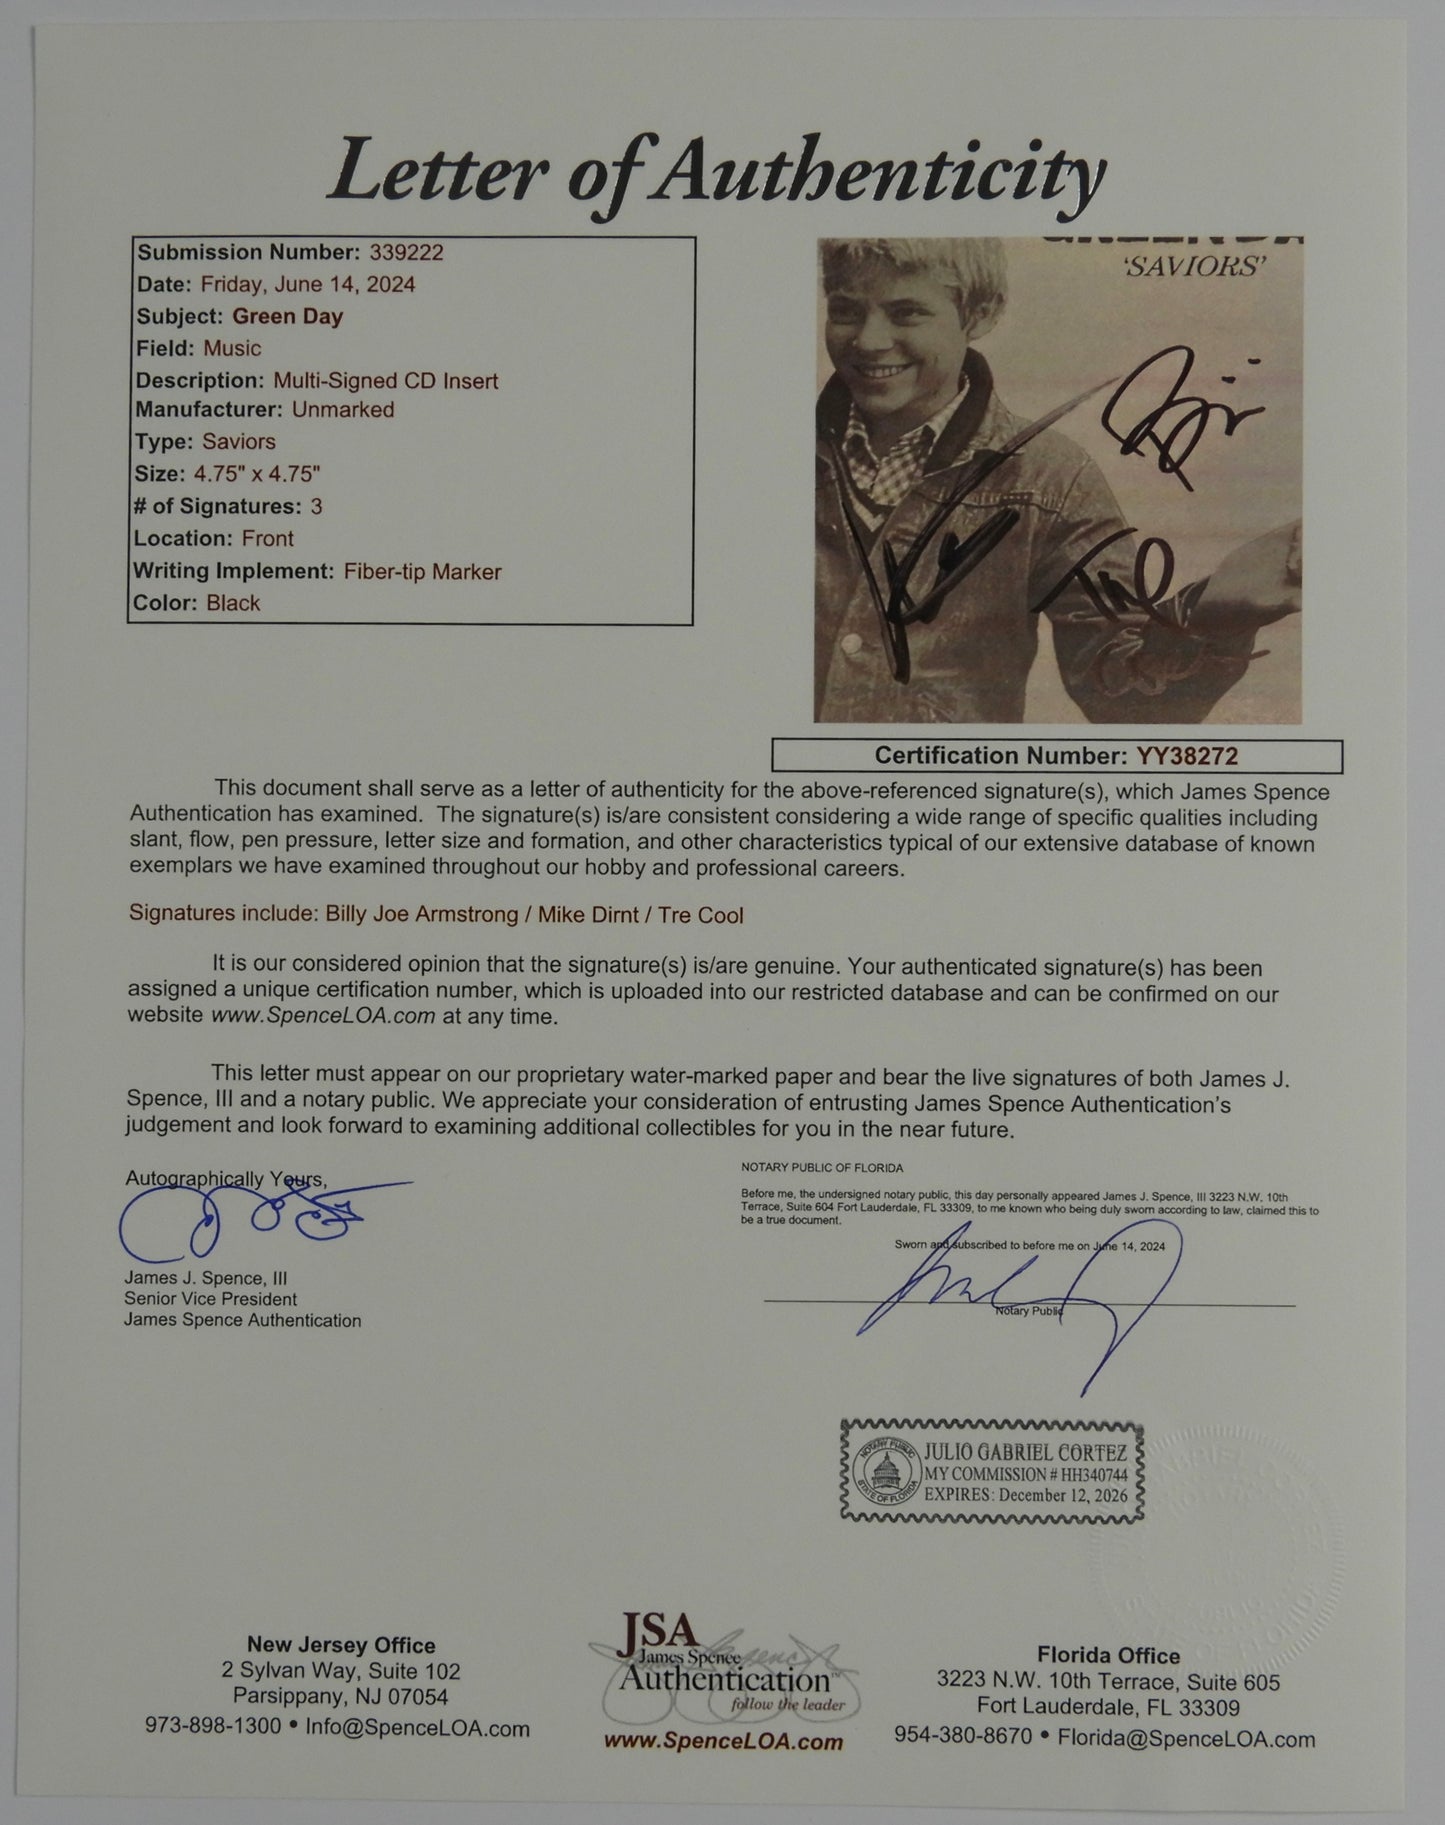 Letter of Authenticity
Submission Number: 339222
Date: Friday, June 14, 2024
Subject: Green Day
Field: Music
Description: Multi-Signed CD Insert
Manufacturer: Unmarked
Type: Saviors
Size: 4.75" x 4.75"
# of Signatures: 3
Location: Front
Writing Implement: Fiber-tip Marker
Color: Black
'SAVIORS'
Certification Number: YY38272
This document shall serve as a letter of authenticity for the above-referenced signature(s), which James Spence
Authentication has examined. The signature(s) is/are consistent considering a wide range of specific qualities including
slant, flow, pen pressure, letter size and formation, and other characteristics typical of our extensive database of known
exemplars we have examined throughout our hobby and professional careers.
Signatures include: Billy Joe Armstrong / Mike Dirnt / Tre Cool
It is our considered opinion that the signature(s) is/are genuine. Your authenticated signature(s) has been
assigned a unique certification number, which is uploaded into our restricted database and can be confirmed on our
website www.SpenceLOA.com at any time.
This letter must appear on our proprietary water-marked paper and bear the live signatures of both James J.
Spence, III and a notary public. We appreciate your consideration of entrusting James Spence Authentication's
judgement and look forward to examining additional collectibles for you in the near future.
Autographically Yours,
James J. Spence, III
Senior Vice President
James Spence Authentication
NOTARY PUBLIC OF FLORIDA
Before me, the undersigned notary public, this day personally appeared James J. Spence, III 3223 N.W. 10th
Terrace, Suite 604 Fort Lauderdale, FL 33309, to me known who being duly sworn according to law, claimed this to
be a true document.
Sworn and subscribed to before me on June 14, 2024
Notary Public
NOTARY PUBLIC
STATE OF FLORIDA
JULIO GABRIEL CORTEZ
MY COMMISSION # HH340744
EXPIRES: December 12, 2026
New Jersey Office
2 Sylvan Way, Suite 102
Parsippany, NJ 07054
973-898-1300 • Info@SpenceLOA.com
JSA
James Spence
Authentication™
follow the leader
www.SpenceLOA.com
Florida Office
3223 N.W. 10th Terrace, Suite 605
Fort Lauderdale, FL 33309
954-380-8670 • Florida@SpenceLOA.com